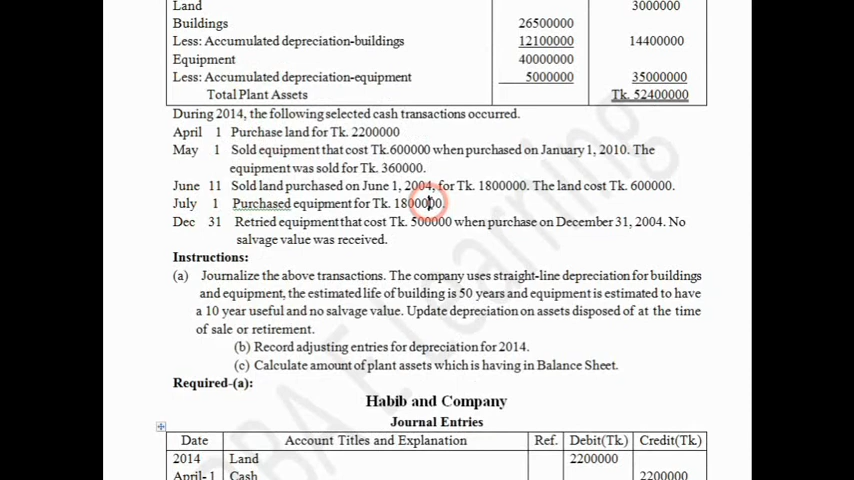 Land 3000000
Buildings 26500000
Less: Accumulated depreciation-buildings 12100000 14400000
Equipment 40000000
Less: Accumulated depreciation-equipment 5000000 35000000
Total Plant Assets Tk. 52400000
During 2014, the following selected cash transactions occurred.
April 1 Purchase land for Tk. 2200000
May 1 Sold equipment that cost Tk.600000 when purchased on January 1, 2010. The
equipment was sold for Tk. 360000.
June 11 Sold land purchased on June 1, 2004, for Tk. 1800000. The land cost Tk. 600000.
July 1 Purchased equipment for Tk. 1800000.
Dec 31 Retried equipment that cost Tk. 500000 when purchase on December 31, 2004. No
salvage value was received.
Instructions:
(a) Journalize the above transactions. The company uses straight-line depreciation for buildings
and equipment, the estimated life of building is 50 years and equipment is estimated to have
a 10 year useful and no salvage value. Update depreciation on assets disposed of at the time
of sale or retirement.
(b) Record adjusting entries for depreciation for 2014.
(c) Calculate amount of plant assets which is having in Balance Sheet.
Required-(a):
Habib and Company
Journal Entries
Date Account Titles and Explanation Ref. Debit(Tk.) Credit(Tk.)
2014 Land 2200000
April- 1 Cash 2200000